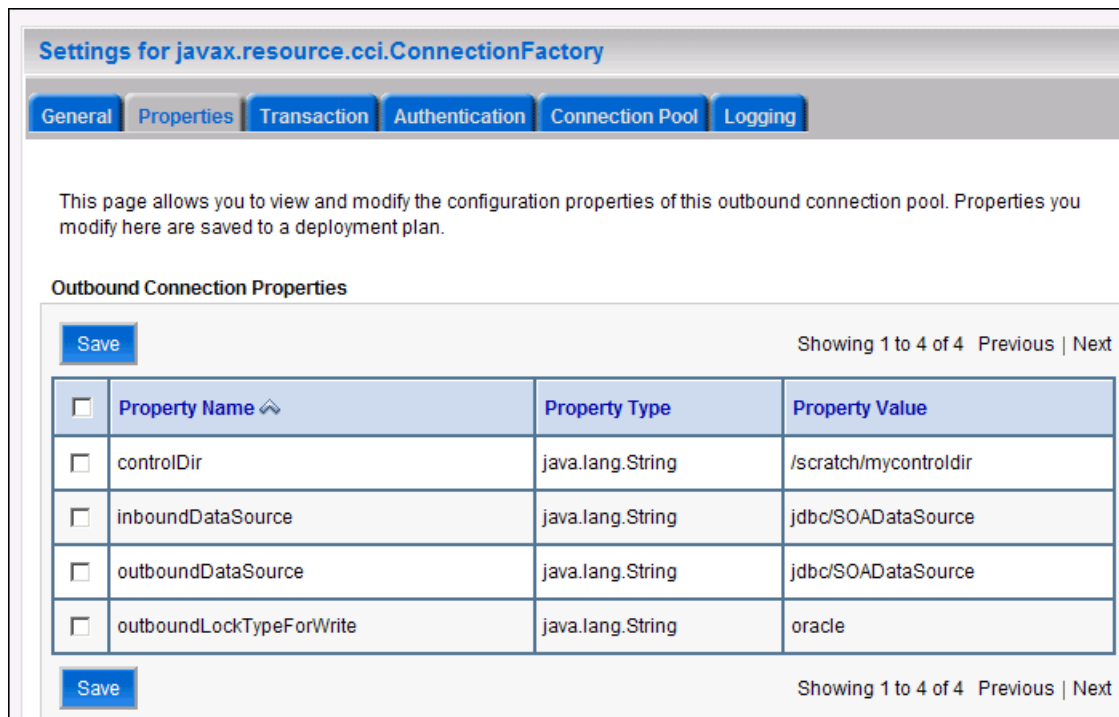 Settings for javax.resource.cci.ConnectionFactory
General Properties Transaction Authentication Connection Pool Logging
This page allows you to view and modify the configuration properties of this outbound connection pool. Properties you
modify here are saved to a deployment plan.
Outbound Connection Properties
Save Showing 1 to 4 of 4 Previous | Next
Property Name Property Type Property Value
controlDir java.lang.String /scratch/mycontroldir
inboundDataSource java.lang.String jdbc/SOADataSource
outboundDataSource java.lang.String jdbc/SOADataSource
outboundLockTypeForWrite java.lang.String oracle
Save Showing 1 to 4 of 4 Previous | Next